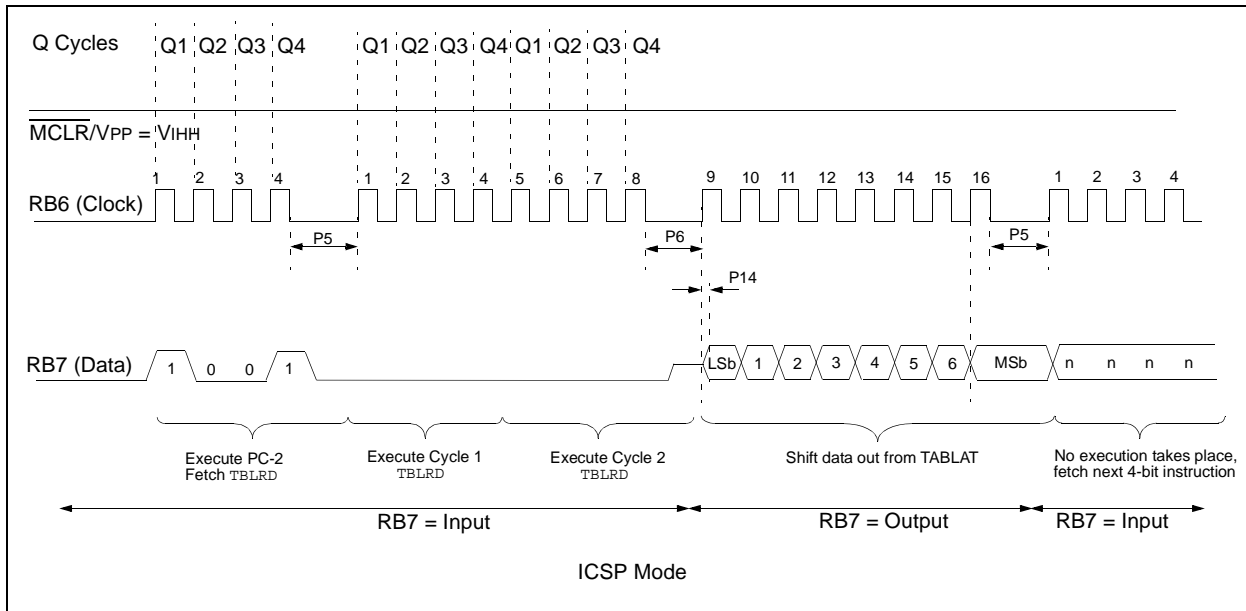 Q Cycles Q1 Q2 Q3 Q4 Q1 Q2 Q3 Q4 Q1 Q2 Q3 Q4
MCLR/VPP = VIHH
1 2 3 4 1 2 3 4 5 6 7 8 9 10 11 12 13 14 15 16 1 2 3 4
RB6 (Clock)
P5 P6 P5
P14
RB7 (Data) 1 0 0 1 LSb 1 2 3 4 5 6 MSb n n n n
Execute PC-2
Fetch TBLRD
Execute Cycle 1
TBLRD
Execute Cycle 2
TBLRD
Shift data out from TABLAT
No execution takes place,
fetch next 4-bit instruction
RB7 = Input RB7 = Output RB7 = Input
ICSP Mode